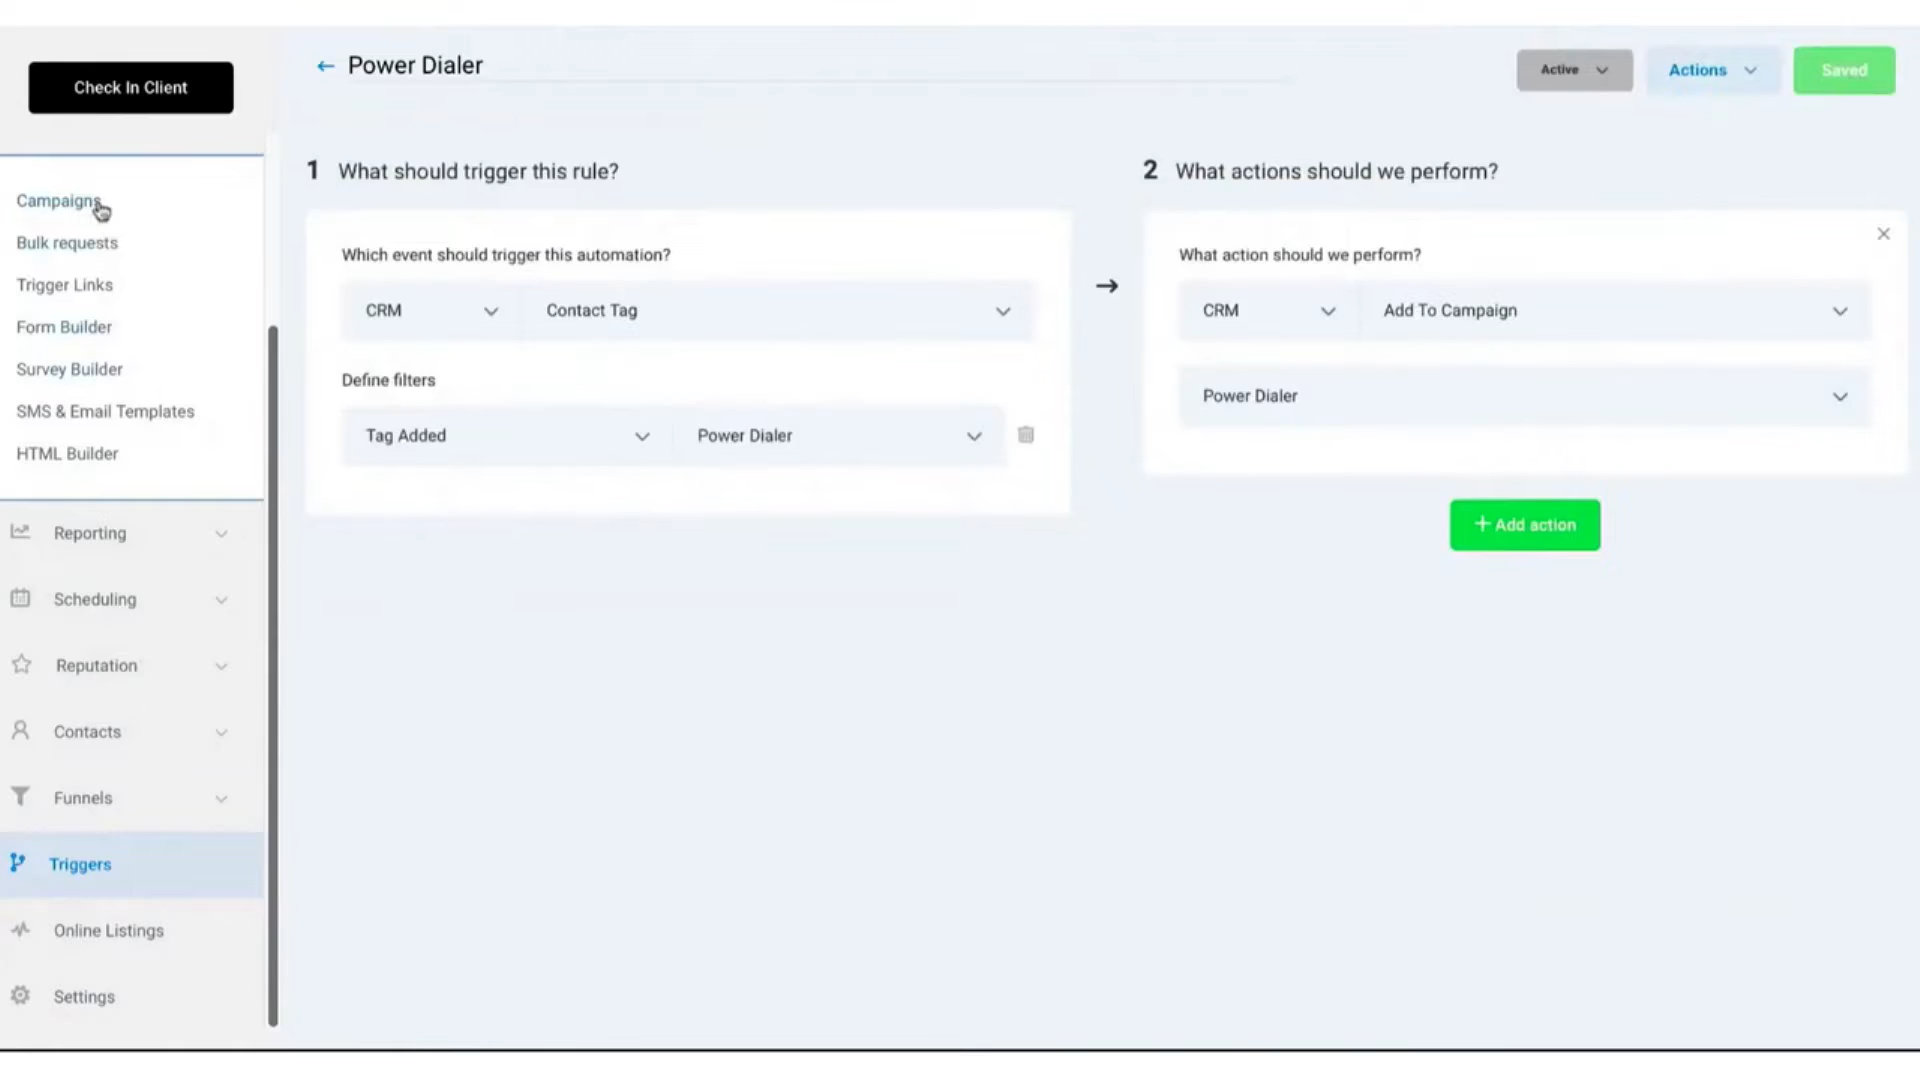 Check In Client
Campaigns
Bulk requests
Trigger Links
Form Builder
Survey Builder
SMS & Email Templates
HTML Builder
Reporting
Scheduling
Reputation
Contacts
Funnels
Triggers
Online Listings
Settings
Power Dialer
Active
Actions
Saved
1 What should trigger this rule?
Which event should trigger this automation?
CRM Contact Tag
Define filters
Tag Added Power Dialer
2 What actions should we perform?
What action should we perform?
CRM Add To Campaign
Power Dialer
+ Add action